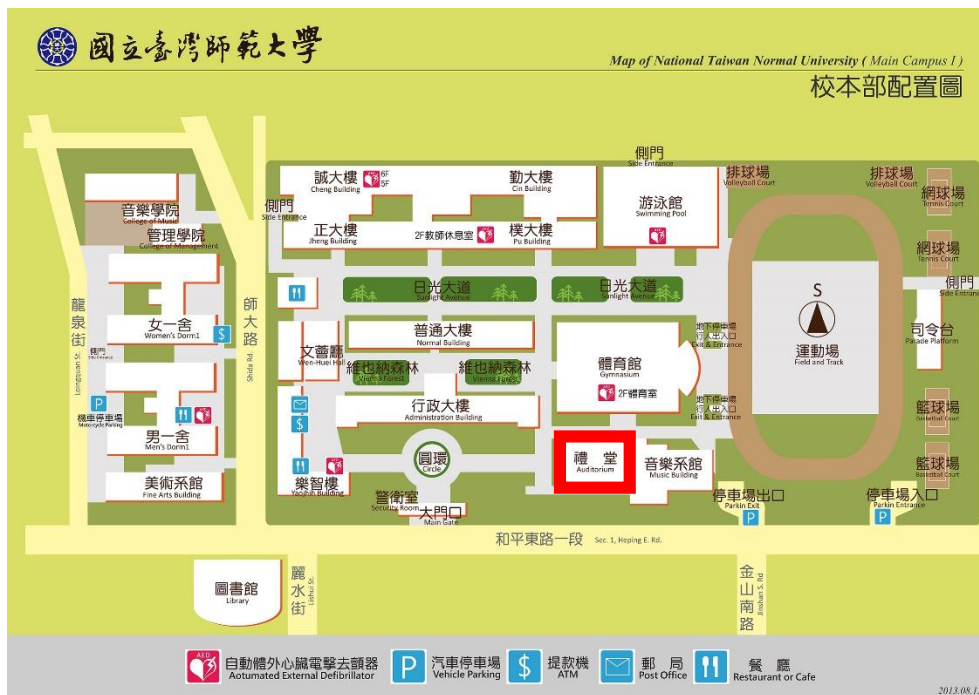 國立臺灣師範大學
Map of National Taiwan Normal University ( Main Campus I )
校本部配置圖
側門
Side Entrance
誠大樓
Cheng Building
6F
5F
勤大樓
Cin Building
游泳館
Swimming Pool
排球場
Volleyball Court
排球場
Volleyball Court
網球場
Tennis Court
音樂學院
College of Music
管理學院
College of Management
側門
Side Entrance
正大樓
Jheng Building
2F教師休息室
樸大樓
Pu Building
網球場
Tennis Court
側門
Side Entran
日光大道
Sunlight Avenue
日光大道
Sunlight Avenue
S
運動場
Field and Track
司令台
Parade Platform
龍泉街
Longquan St.
師大路
Shida Rd.
女一舍
Women's Dorm1
側門
文薈廳
Wen-Huei Hall
普通大樓
Normal Building
維也納森林
Vienna Forest
維也納森林
Vienna Forest
體育館
Gymnasium
2F體育室
地下停車場
行人出入口
Exit & Entrance
地下停車場
行人出入口
Exit & Entrance
機車停車場
Motorcycle Parking
男一舍
Men's Dorm1
行政大樓
Administration Building
籃球場
Basketball Court
籃球場
Basketball Court
美術系館
Fine Arts Building
樂智樓
Yaojhih Building
圓環
Circle
禮堂
Auditorium
音樂系館
Music Building
警衛室
Security Room
大門口
Main Gate
停車場出口
Parkin Exit
停車場入口
Parkin Entrance
和平東路一段 Sec. 1, Heping E. Rd.
圖書館
Library
麗水街
Lishui St.
金山南路
Jinshan S. Rd
AED
自動體外心臟電擊去顫器
Aotumated External Defibrillator
P
汽車停車場
Vehicle Parking
$
提款機
ATM
郵局
Post Office
餐廳
Restaurant or Cafe